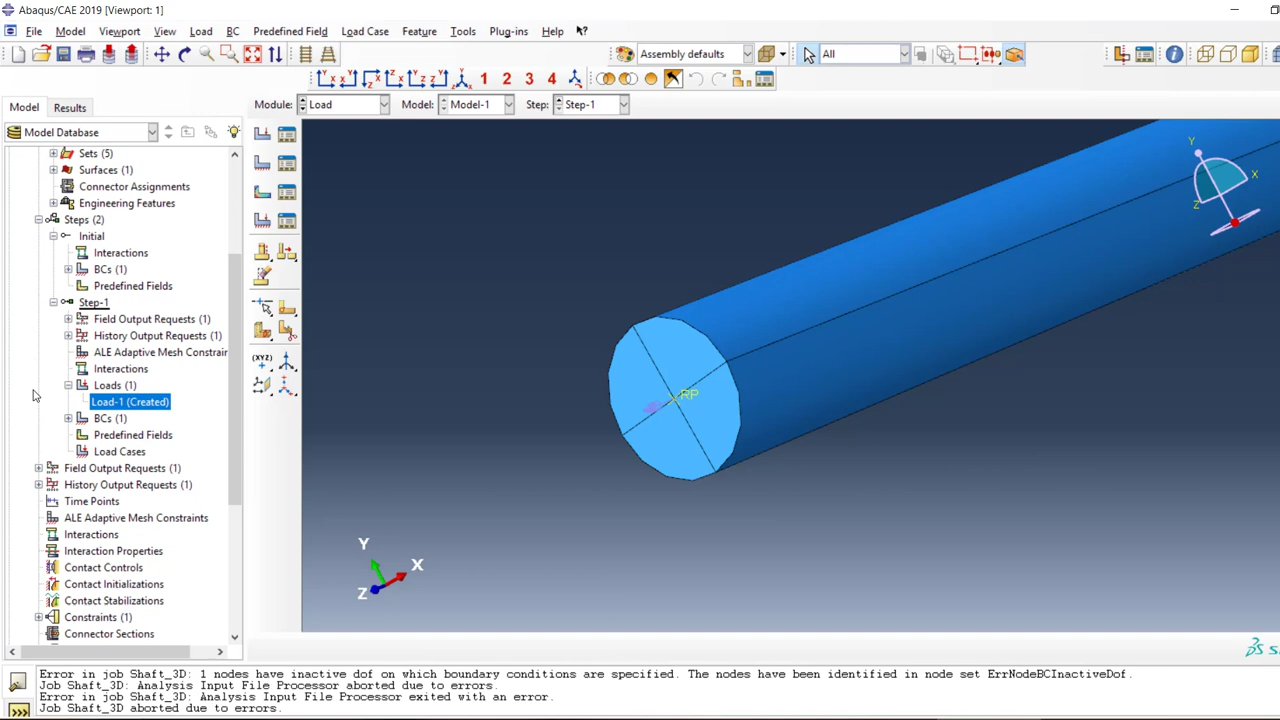 Abaqus/CAE 2019 [Viewport: 1]
File Model Viewport View Load BC Predefined Field Load Case Feature Tools Plug-ins Help
Assembly defaults All
1 2 3 4
Model Results Module: Load Model: Model-1 Step: Step-1
Model Database
Sets (5)
Surfaces (1)
Connector Assignments
Engineering Features
Steps (2)
Initial
Interactions
BCs (1)
Predefined Fields
Step-1
Field Output Requests (1)
History Output Requests (1)
ALE Adaptive Mesh Constrair
Interactions
Loads (1)
Load-1 (Created)
BCs (1)
Predefined Fields
Load Cases
Field Output Requests (1)
History Output Requests (1)
Time Points
ALE Adaptive Mesh Constraints
Interactions
Interaction Properties
Contact Controls
Contact Initializations
Contact Stabilizations
Constraints (1)
Connector Sections
(XYZ)
RP
Y
X
Z
Y
X
Z
Error in job Shaft_3D: 1 nodes have inactive dof on which boundary conditions are specified. The nodes have been identified in node set ErrNodeBCInactiveDof.
Job Shaft_3D: Analysis Input File Processor aborted due to errors.
Error in job Shaft_3D: Analysis Input File Processor exited with an error.
Job Shaft_3D aborted due to errors.
>>>